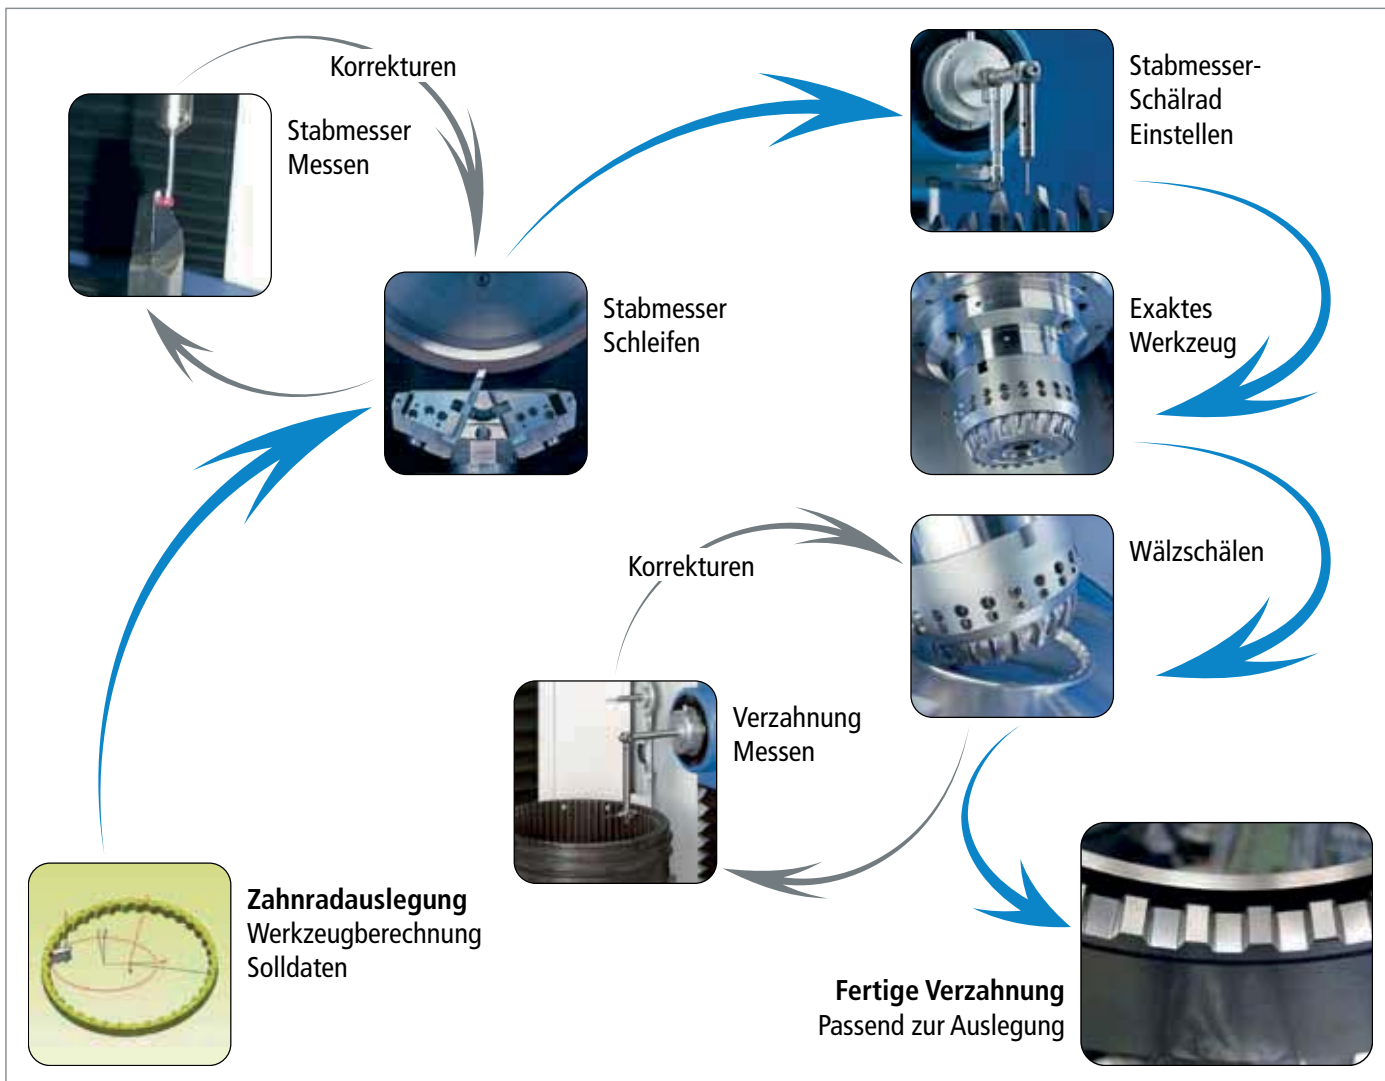 Korrekturen
Stabmesser
Messen
Stabmesser
Schleifen
Stabmesser-
Schälrad
Einstellen
Exaktes
Werkzeug
Wälzschälen
Korrekturen
Verzahnung
Messen
Zahnradauslegung
Werkzeugberechnung
Solldaten
Fertige Verzahnung
Passend zur Auslegung